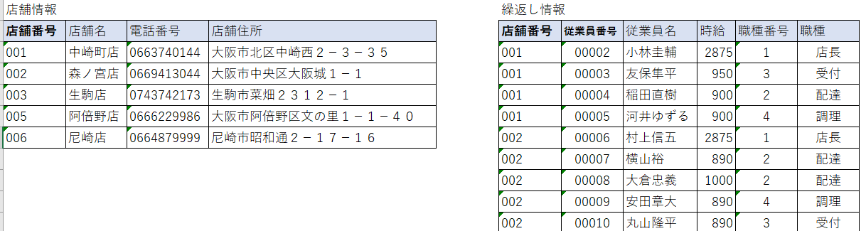 店舗情報
店舗番号 店舗名 電話番号 店舗住所
001 中崎町店 0663740144 大阪市北区中崎西２－３－３５
002 森ノ宮店 0669413044 大阪市中央区大阪城１－１
003 生駒店 0743742173 生駒市菜畑２３１２－１
005 阿倍野店 0666229986 大阪市阿倍野区文の里１－１－４０
006 尼崎店 0664879999 尼崎市昭和通２－１７－１６
繰返し情報
店舗番号 従業員番号 従業員名 時給 職種番号 職種
001 00002 小林圭輔 2875 1 店長
001 00003 友保隼平 950 3 受付
001 00004 稲田直樹 900 2 配達
001 00005 河井ゆずる 900 4 調理
002 00006 村上信五 2875 1 店長
002 00007 横山裕 890 2 配達
002 00008 大倉忠義 1000 2 配達
002 00009 安田章大 890 4 調理
002 00010 丸山隆平 890 3 受付